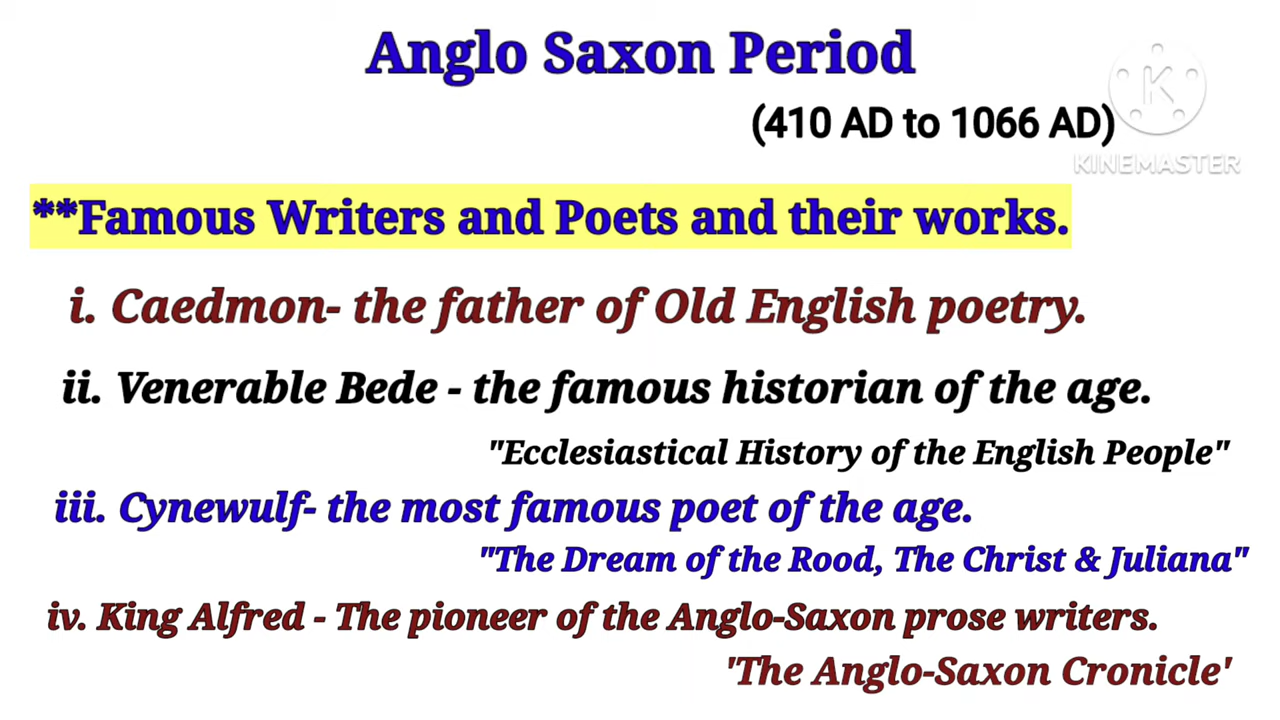 Anglo Saxon Period
(410 AD to 1066 AD)
K
KINEMASTER
**Famous Writers and Poets and their works.
i. Caedmon- the father of Old English poetry.
ii. Venerable Bede - the famous historian of the age.
"Ecclesiastical History of the English People"
iii. Cynewulf- the most famous poet of the age.
"The Dream of the Rood, The Christ & Juliana"
iv. King Alfred - The pioneer of the Anglo-Saxon prose writers.
'The Anglo-Saxon Cronicle'